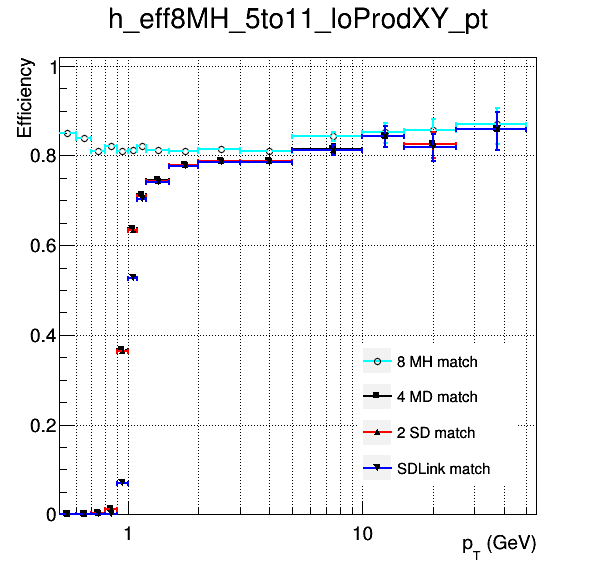 h_eff8MH_5to11_loProdXY_pt
Efficiency
1
0.8
0.6
0.4
0.2
0
8 MH match
4 MD match
2 SD match
SDLink match
1
10
p_T (GeV)